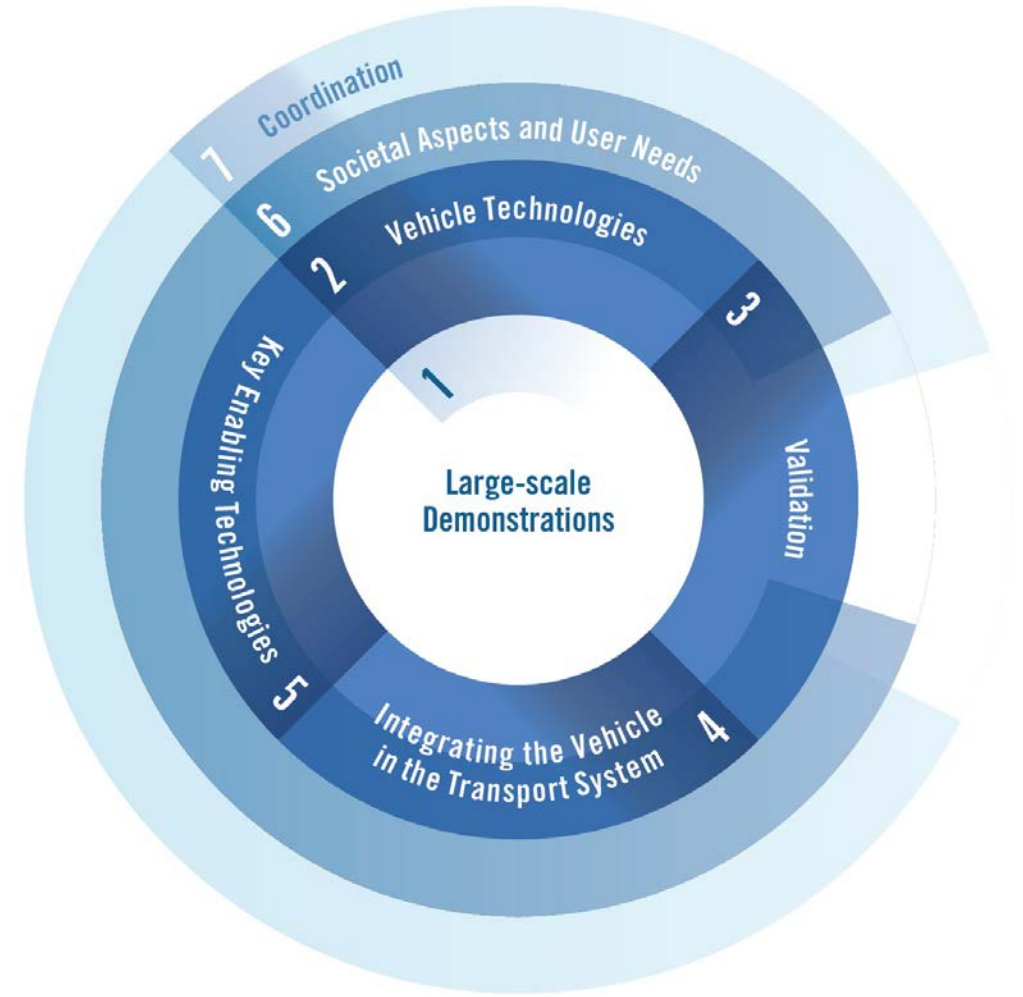 7 Coordination
6 Societal Aspects and User Needs
2 Vehicle Technologies
3 Validation
1
Large-scale
Demonstrations
5 Key Enabling Technologies
4 Integrating the Vehicle
in the Transport System